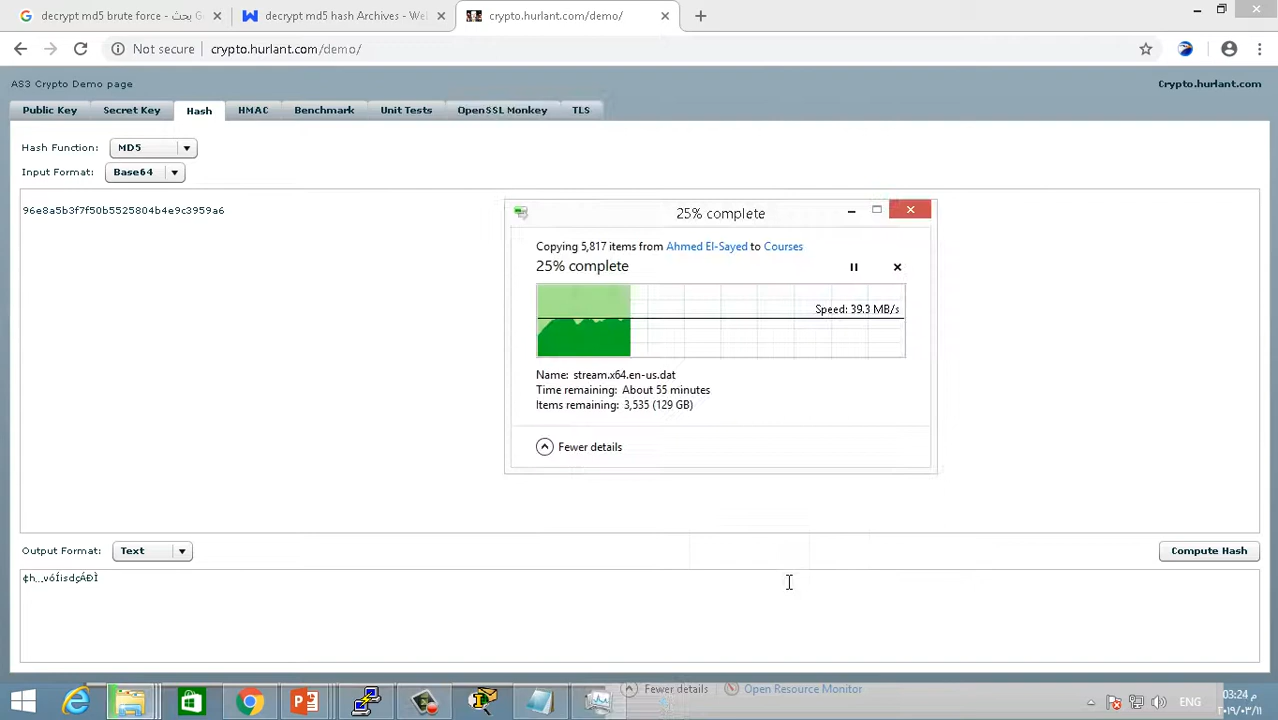 decrypt md5 brute force - بحث G
decrypt md5 hash Archives - Wel
crypto.hurlant.com/demo/
Not secure
crypto.hurlant.com/demo/
AS3 Crypto Demo page
Crypto.hurlant.com
Public Key
Secret Key
Hash
HMAC
Benchmark
Unit Tests
OpenSSL Monkey
TLS
Hash Function: MD5
Input Format: Base64
96e8a5b3f7f50b5525804b4e9c3959a6
25% complete
Copying 5,817 items from Ahmed El-Sayed to Courses
25% complete
Speed: 39.3 MB/s
Name: stream.x64.en-us.dat
Time remaining: About 55 minutes
Items remaining: 3,535 (129 GB)
Fewer details
Output Format: Text
Compute Hash
Fewer details
Open Resource Monitor
ENG
03:24 م
٢٠١٩/٠٣/١١